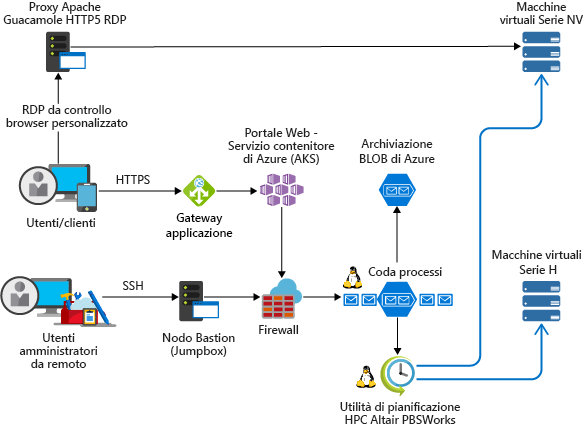 Proxy Apache
Guacamole HTTP5 RDP
Macchine
virtuali Serie NV
RDP da controllo
browser personalizzato
Portale Web -
Servizio contenitore
di Azure (AKS)
Archiviazione
BLOB di Azure
HTTPS
Utenti/clienti
Gateway
applicazione
Macchine virtuali
Serie H
Coda processi
SSH
Utenti
amministratori
da remoto
Nodo Bastion
(Jumpbox)
Firewall
Utilità di pianificazione
HPC Altair PBSWorks